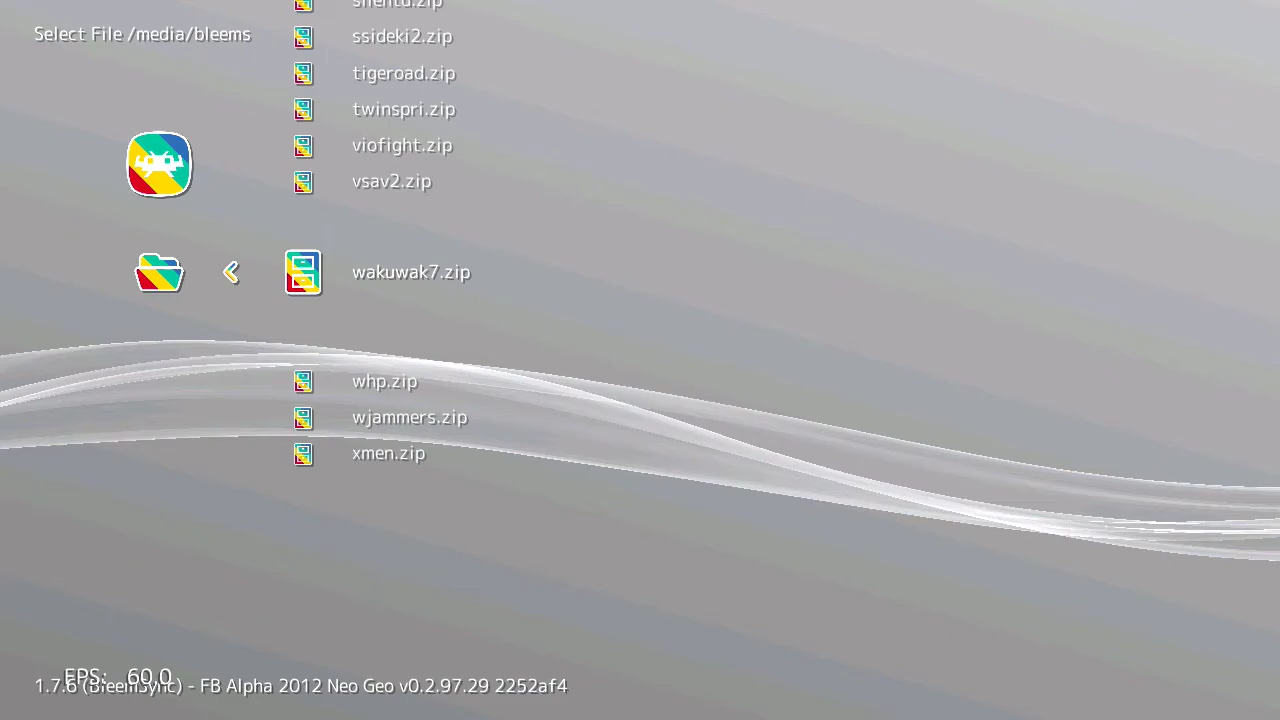 shentd.zip
Select File /media/bleems
ssideki2.zip
tigeroad.zip
twinspri.zip
viofight.zip
vsav2.zip
wakuwak7.zip
whp.zip
wjammers.zip
xmen.zip
FPS: 60.0
1.7.6 (BleemSync) - FB Alpha 2012 Neo Geo v0.2.97.29 2252af4